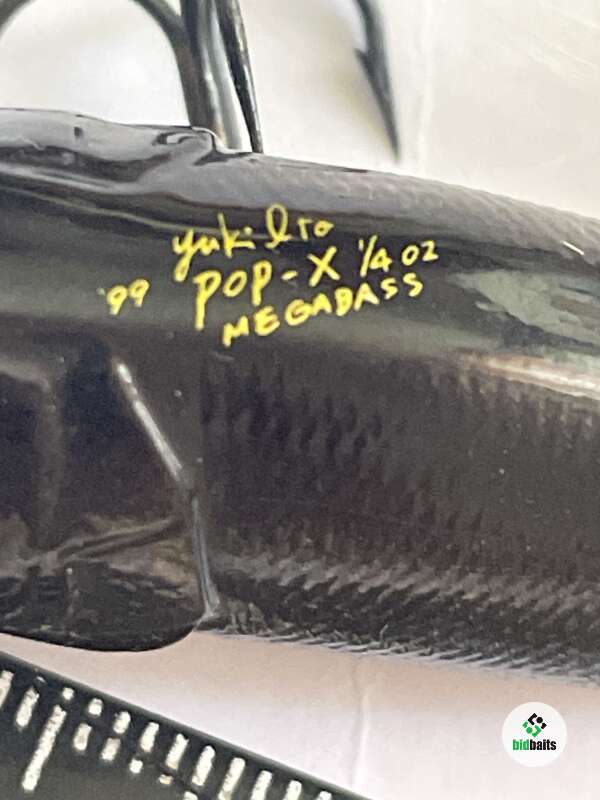 yuki Ito
'99 POP-X 1/4 OZ
MEGABASS
bidbaits